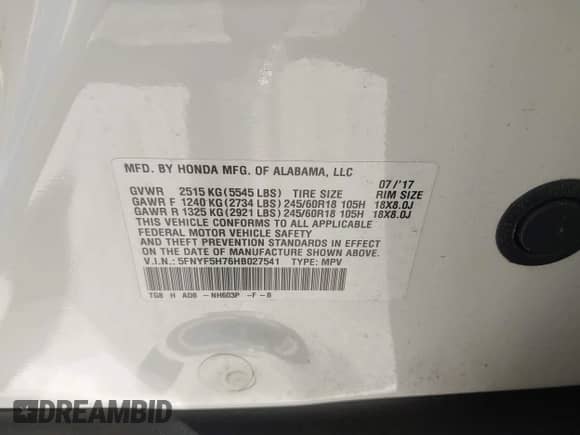 MFD. BY HONDA MFG. OF ALABAMA, LLC
07/'17
GVWR 2515 KG (5545 LBS) TIRE SIZE RIM SIZE
GAWR F 1240 KG (2734 LBS) 245/60R18 105H 18X8.0J
GAWR R 1325 KG (2921 LBS) 245/60R18 105H 18X8.0J
THIS VEHICLE CONFORMS TO ALL APPLICABLE
FEDERAL MOTOR VEHICLE SAFETY
AND THEFT PREVENTION STANDARDS IN EFFECT
ON THE DATE OF MANUFACTURE SHOWN ABOVE.
V.I.N.: 5FNYF5H76HB027541 TYPE: MPV
TG8 H AD8 -NH603P -F-B
DREAMBID